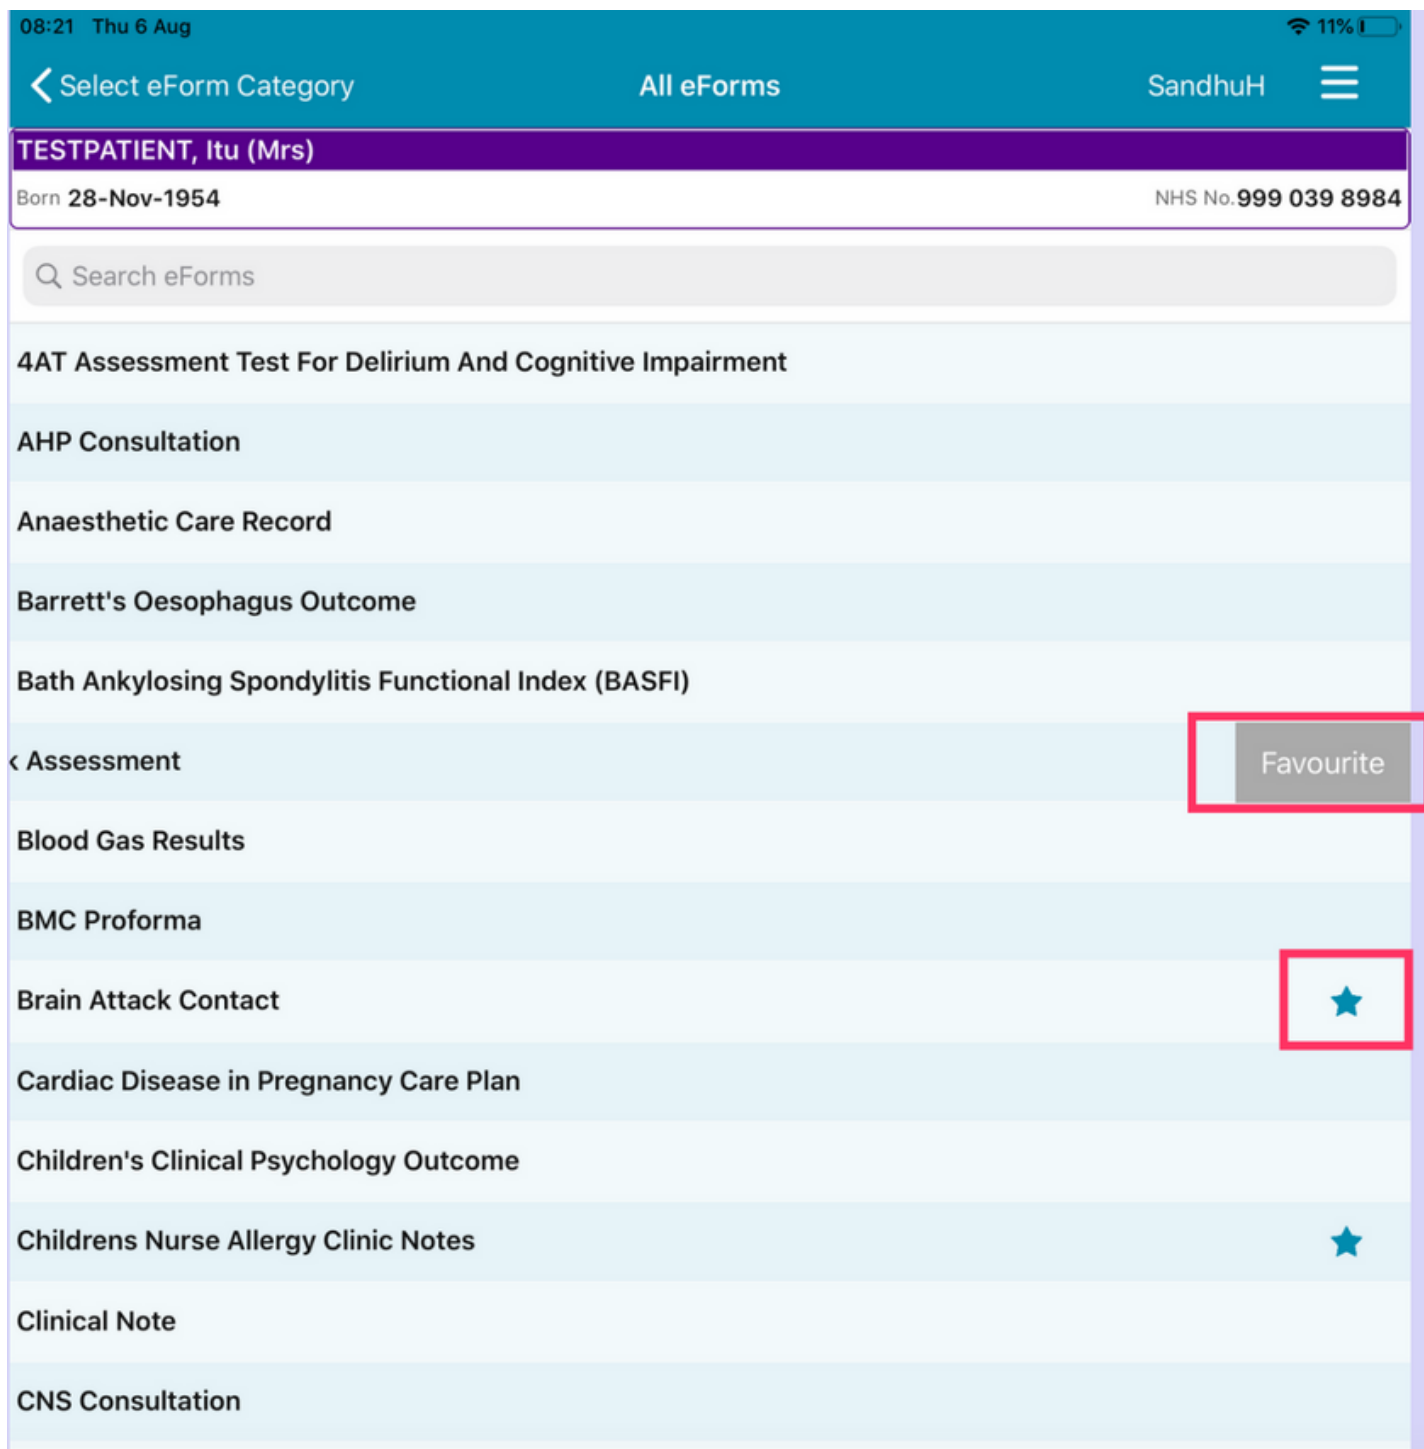 08:21 Thu 6 Aug 11%
Select eForm Category All eForms SandhuH
TESTPATIENT, Itu (Mrs)
Born 28-Nov-1954 NHS No. 999 039 8984
Search eForms
4AT Assessment Test For Delirium And Cognitive Impairment
AHP Consultation
Anaesthetic Care Record
Barrett's Oesophagus Outcome
Bath Ankylosing Spondylitis Functional Index (BASFI)
Assessment Favourite
Blood Gas Results
BMC Proforma
Brain Attack Contact
Cardiac Disease in Pregnancy Care Plan
Children's Clinical Psychology Outcome
Childrens Nurse Allergy Clinic Notes
Clinical Note
CNS Consultation